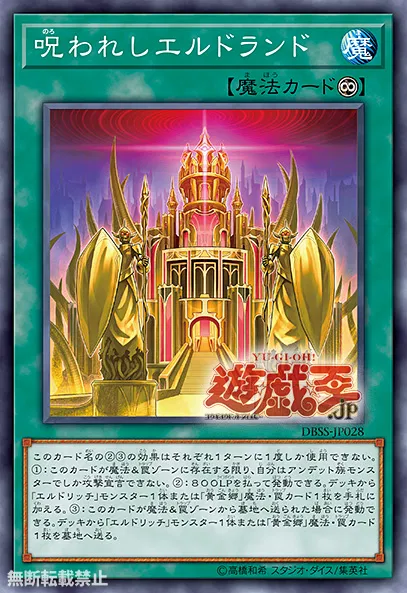 呪われしエルドランド
魔
【魔法カード】
YU-GI-OH!
遊戯王.jp
DBSS-JP028
このカード名の②③の効果はそれぞれ1ターンに1度しか使用できない。
①:このカードが魔法&罠ゾーンに存在する限り、自分はアンデット族モン
スターでしか攻撃宣言できない。②:800LPを払って発動できる。デッキ
から「エルドリッチ」モンスター1体または「黄金郷」魔法・罠カード1枚を手札に
加える。③:このカードが魔法&罠ゾーンから墓地へ送られた場合に発動で
きる。デッキから「エルドリッチ」モンスター1体または「黄金郷」魔法・罠カード
1枚を墓地へ送る。
無断転載禁止
©高橋和希 スタジオ・ダイス/集英社